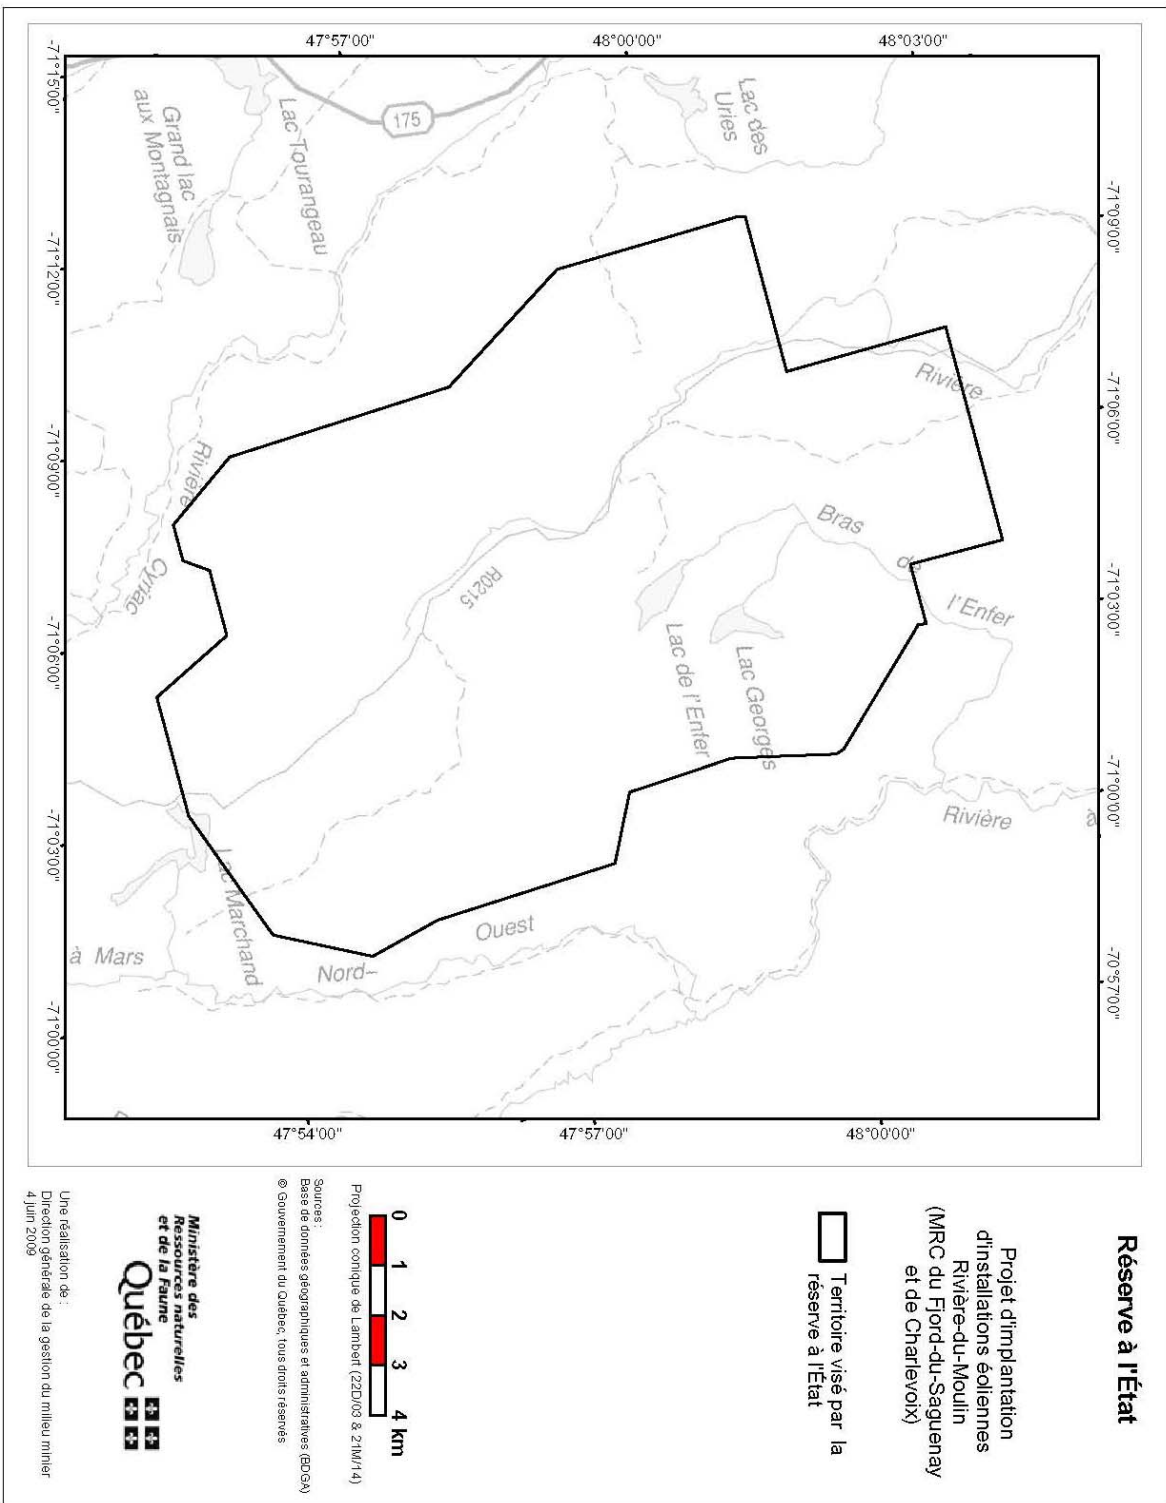 Réserve à l'État
Projet d'implantation
d'installations éoliennes
Rivière-du-Moulin
(MRC du Fjord-du-Saguenay
et de Charlevoix)
Territoire visé par la
réserve à l'État
0 1 2 3 4 km
Projection conique de Lambert (22D/03 & 21M/14)
Sources :
Base de données géographiques et administratives (BDGA)
© Gouvernement du Québec, tous droits réservés
Ministère des
Ressources naturelles
et de la Faune
Québec
Une réalisation de :
Direction générale de la gestion du milieu minier
4 juin 2009
-71°09'00"
-71°06'00"
-71°03'00"
-71°00'00"
-70°57'00"
48°03'00"
48°00'00"
47°57'00"
48°00'00"
47°57'00"
47°54'00"
-71°15'00"
-71°12'00"
-71°09'00"
-71°06'00"
-71°03'00"
-71°00'00"
Lac des
Uries
175
Lac Tourangeau
Grand lac
aux Montagnais
Rivière
Bras
de
l'Enfer
Rivière
à
Lac Georges
Lac de l'Enfer
R0215
Rivière
Cyriac
Ouest
Nord-
Lac Marchand
à Mars